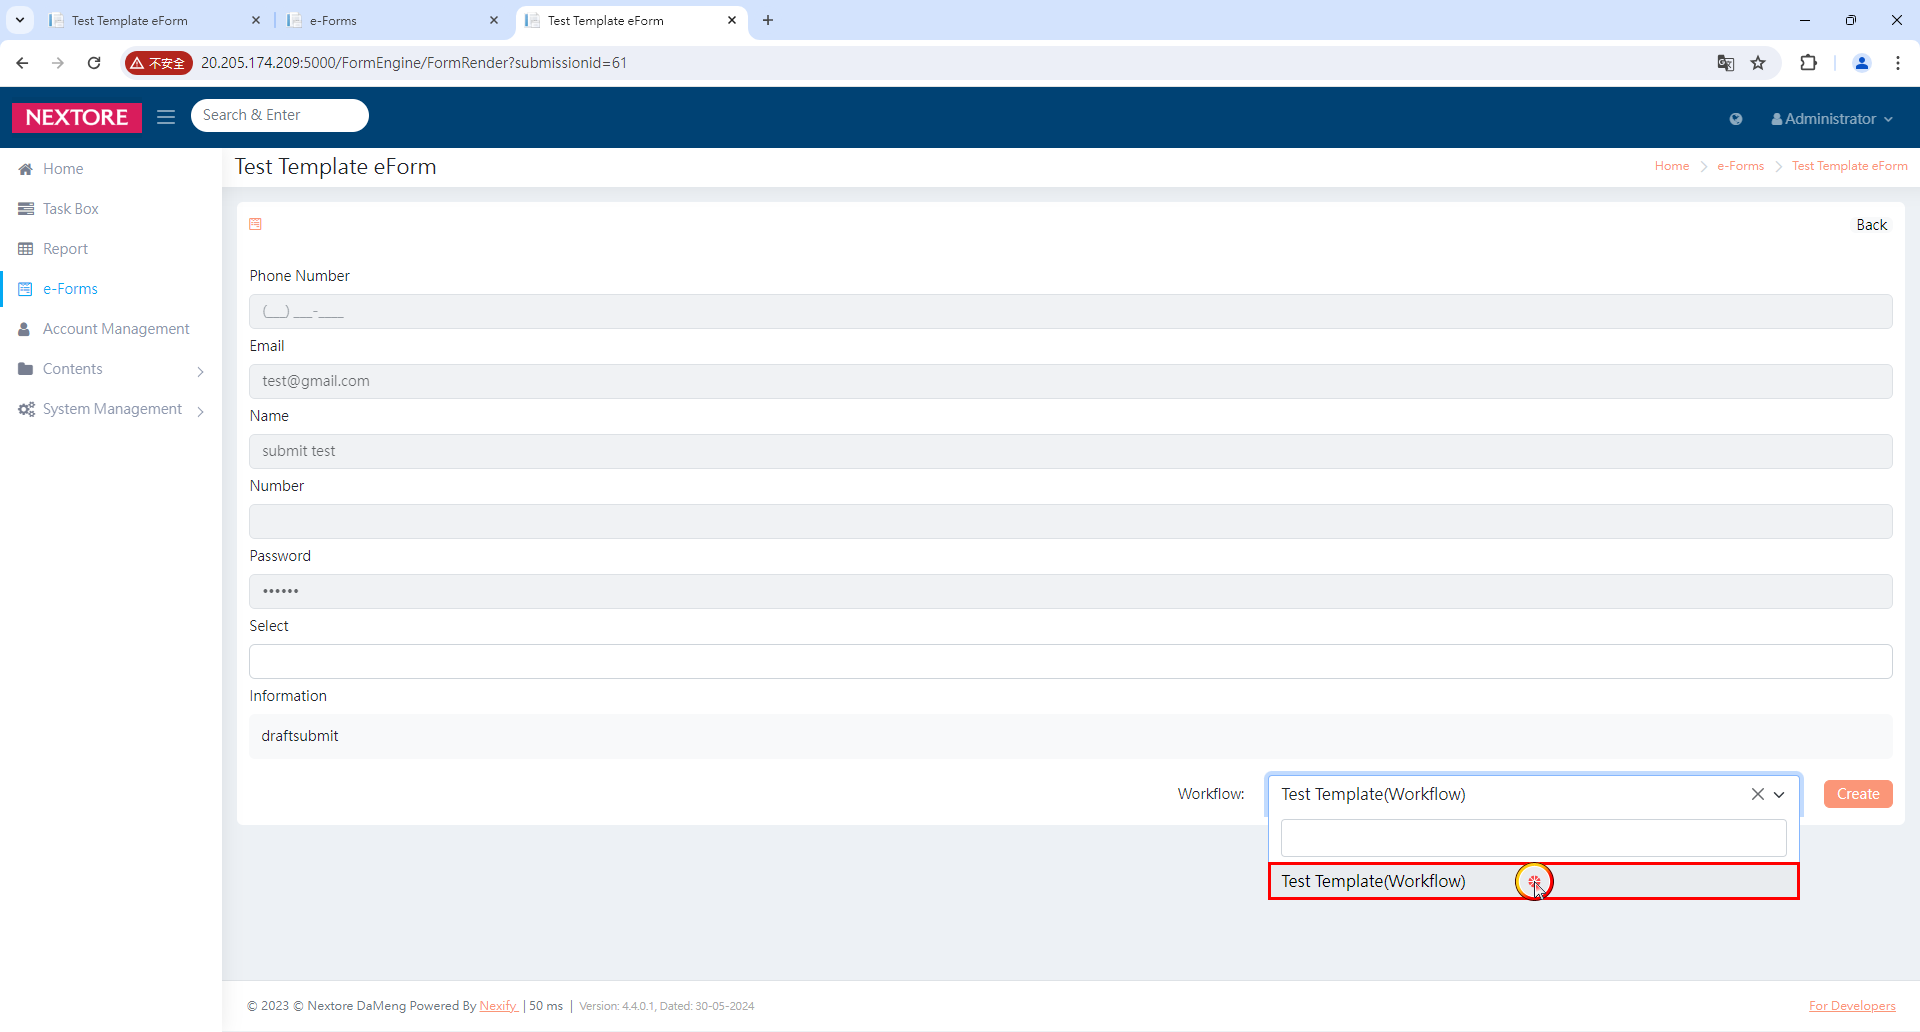 Test Template eForm
e-Forms
Test Template eForm
不安全
20.205.174.209:5000/FormEngine/FormRender?submissionid=61
NEXTORE
Search & Enter
Administrator
Home
Task Box
Report
e-Forms
Account Management
Contents
System Management
Test Template eForm
Home
e-Forms
Test Template eForm
Back
Phone Number
(__) ___-____
Email
test@gmail.com
Name
submit test
Number
Password
••••••
Select
Information
draftsubmit
Workflow:
Test Template(Workflow)
Create
Test Template(Workflow)
© 2023 © Nextore DaMeng Powered By Nexify | 50 ms | Version: 4.4.0.1, Dated: 30-05-2024
For Developers